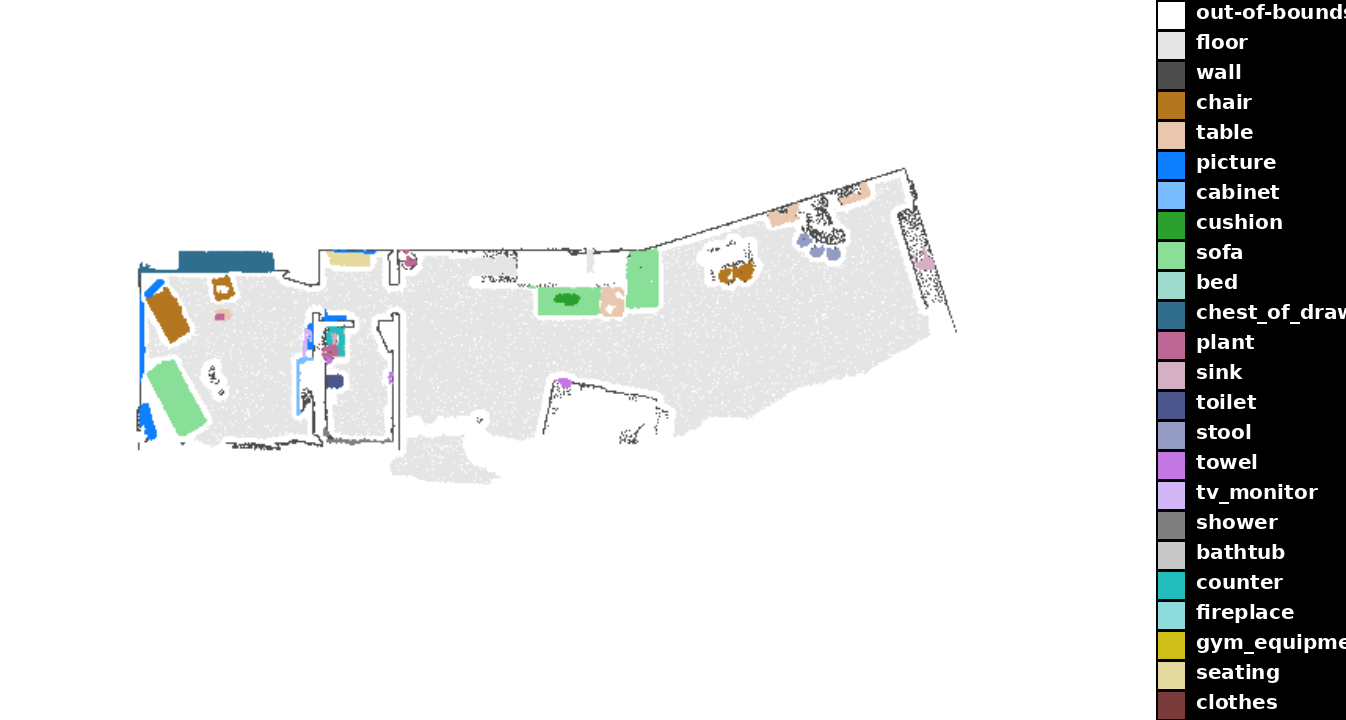 out-of-bounds
floor
wall
chair
table
picture
cabinet
cushion
sofa
bed
chest_of_draw
plant
sink
toilet
stool
towel
tv_monitor
shower
bathtub
counter
fireplace
gym_equipme
seating
clothes